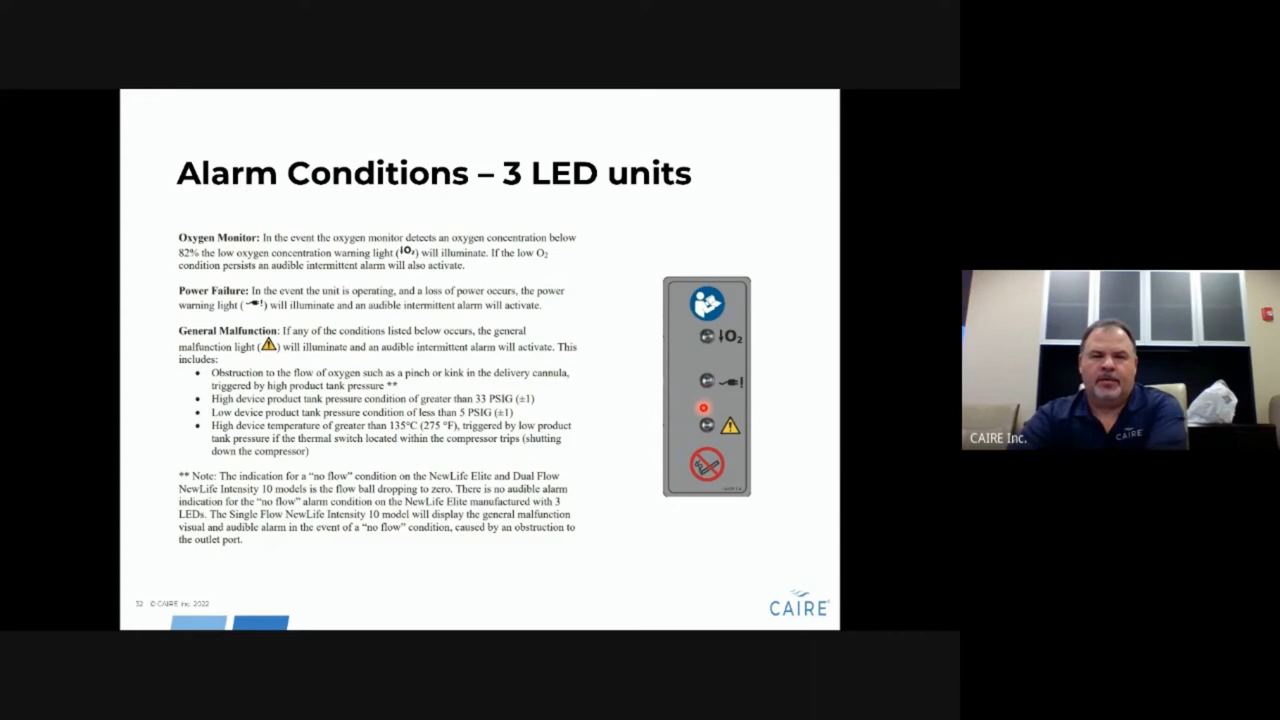 Alarm Conditions – 3 LED units
Oxygen Monitor: In the event the oxygen monitor detects an oxygen concentration below
82% the low oxygen concentration warning light (↓O₂) will illuminate. If the low O₂
condition persists an audible intermittent alarm will also activate.
Power Failure: In the event the unit is operating, and a loss of power occurs, the power
warning light ( !) will illuminate and an audible intermittent alarm will activate.
General Malfunction: If any of the conditions listed below occurs, the general
malfunction light (⚠) will illuminate and an audible intermittent alarm will activate. This
includes:
• Obstruction to the flow of oxygen such as a pinch or kink in the delivery cannula,
triggered by high product tank pressure **
• High device product tank pressure condition of greater than 33 PSIG (±1)
• Low device product tank pressure condition of less than 5 PSIG (±1)
• High device temperature of greater than 135°C (275 °F), triggered by low product
tank pressure if the thermal switch located within the compressor trips (shutting
down the compressor)
** Note: The indication for a “no flow” condition on the NewLife Elite and Dual Flow
NewLife Intensity 10 models is the flow ball dropping to zero. There is no audible alarm
indication for the “no flow” alarm condition on the NewLife Elite manufactured with 3
LEDs. The Single Flow NewLife Intensity 10 model will display the general malfunction
visual and audible alarm in the event of a “no flow” condition, caused by an obstruction to
the outlet port.
↓O₂
!
32 © CAIRE Inc. 2022
CAIRE
CAIRE
CAIRE Inc.